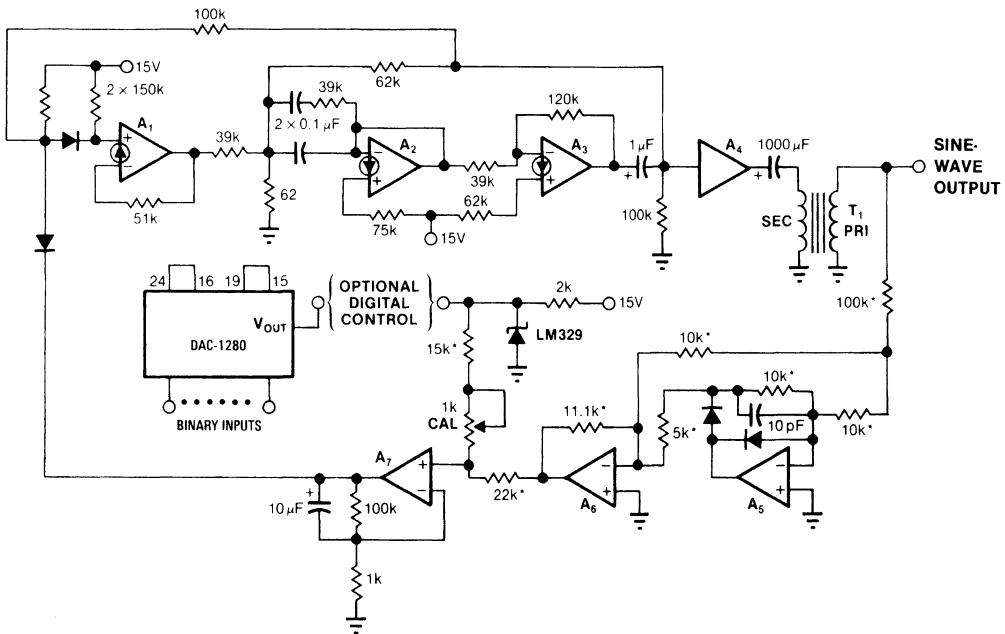 100k
15V
2 × 150k
A1
51k
39k
62k
39k
2 × 0.1 μF
62
A2
75k
15V
39k
62k
120k
A3
1 μF
+
100k
A4
1000 μF
+
SEC
T1
PRI
SINE-
WAVE
OUTPUT
24
16
19
15
VOUT
DAC-1280
BINARY INPUTS
OPTIONAL
DIGITAL
CONTROL
2k
15V
LM329
15k*
1k
CAL
100k*
10k*
10k*
10 pF
10k*
5k*
A5
11.1k*
A6
22k*
A7
10 μF
+
100k
1k
+
−
+
−
−
+
−
+
−
+
−
+